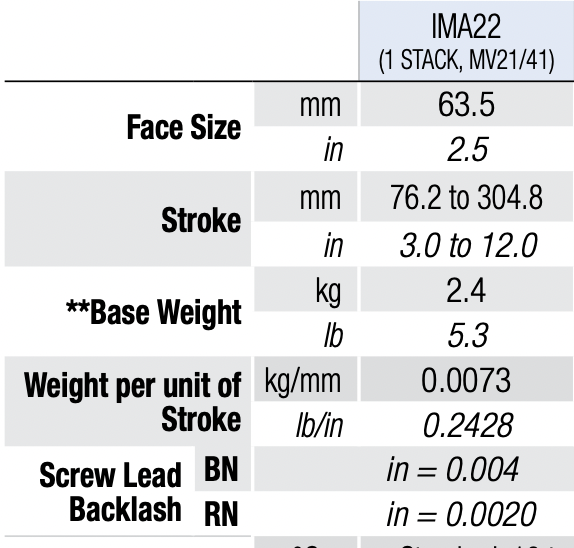 IMA22
(1 STACK, MV21/41)
Face Size
mm 63.5
in 2.5
Stroke
mm 76.2 to 304.8
in 3.0 to 12.0
**Base Weight
kg 2.4
lb 5.3
Weight per unit of
Stroke
kg/mm 0.0073
lb/in 0.2428
Screw Lead
Backlash
BN in = 0.004
RN in = 0.0020